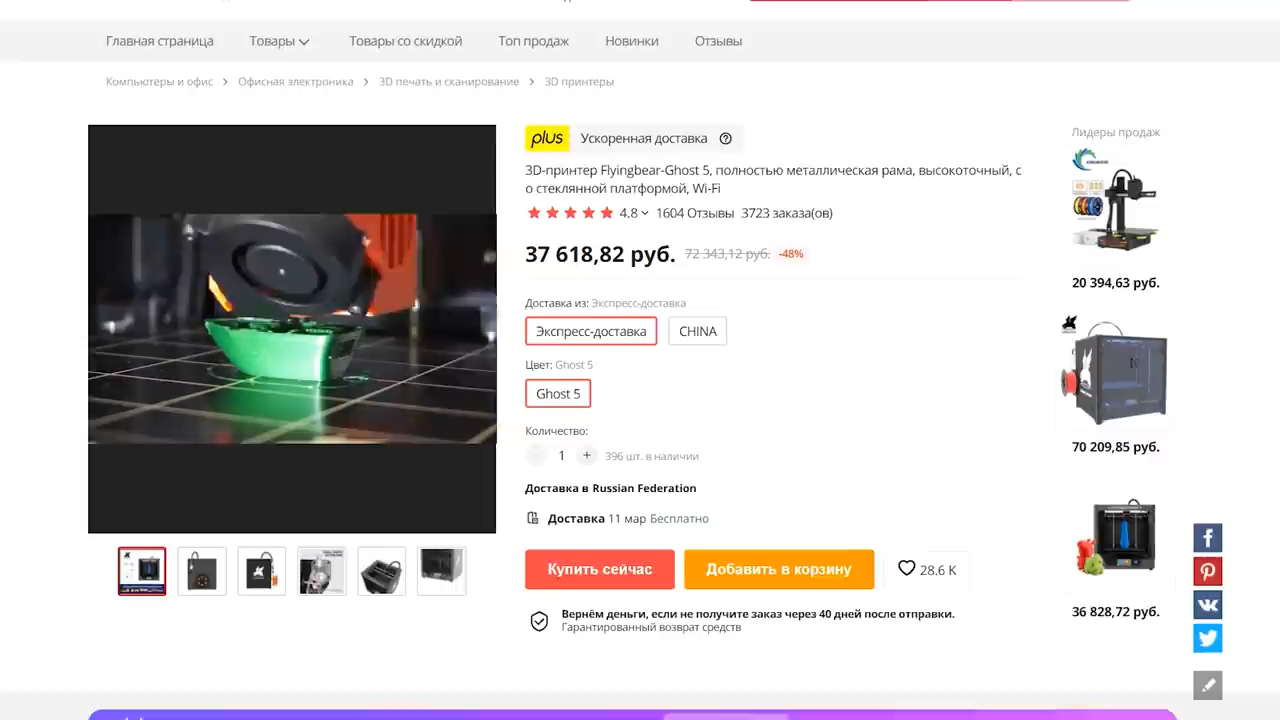 Главная страница
Товары
Товары со скидкой
Топ продаж
Новинки
Отзывы
Компьютеры и офис > Офисная электроника > 3D печать и сканирование > 3D принтеры
plus Ускоренная доставка
3D-принтер Flyingbear-Ghost 5, полностью металлическая рама, высокоточный, с
о стеклянной платформой, Wi-Fi
4.8 1604 Отзывы 3723 заказа(ов)
37 618,82 руб. 72 343,12 руб. -48%
Доставка из: Экспресс-доставка
Экспресс-доставка
CHINA
Цвет: Ghost 5
Ghost 5
Количество:
1 + 396 шт. в наличии
Доставка в Russian Federation
Доставка 11 мар Бесплатно
Купить сейчас
Добавить в корзину
28.6 K
Вернём деньги, если не получите заказ через 40 дней после отправки.
Гарантированный возврат средств
Лидеры продаж
20 394,63 руб.
70 209,85 руб.
36 828,72 руб.